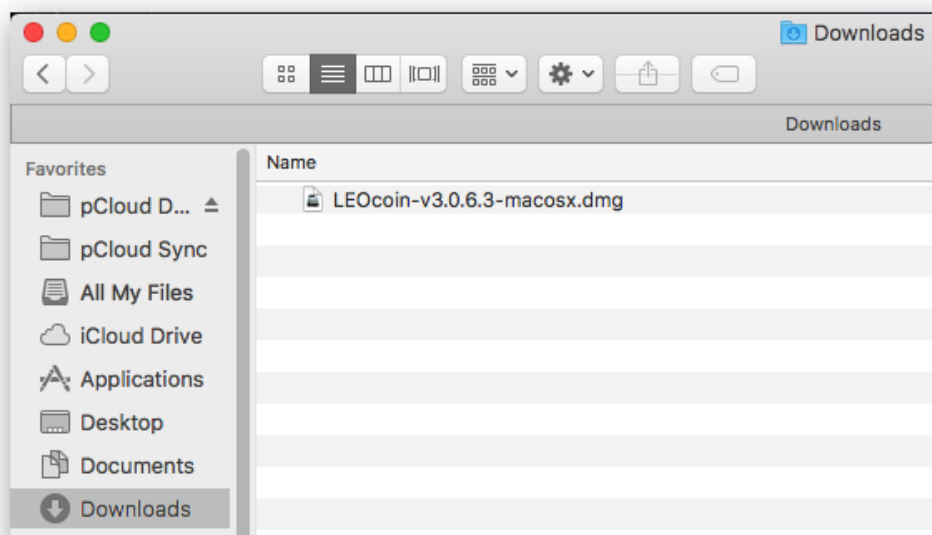 Downloads
Downloads
Favorites
pCloud D...
pCloud Sync
All My Files
iCloud Drive
Applications
Desktop
Documents
Downloads
Name
LEOcoin-v3.0.6.3-macosx.dmg